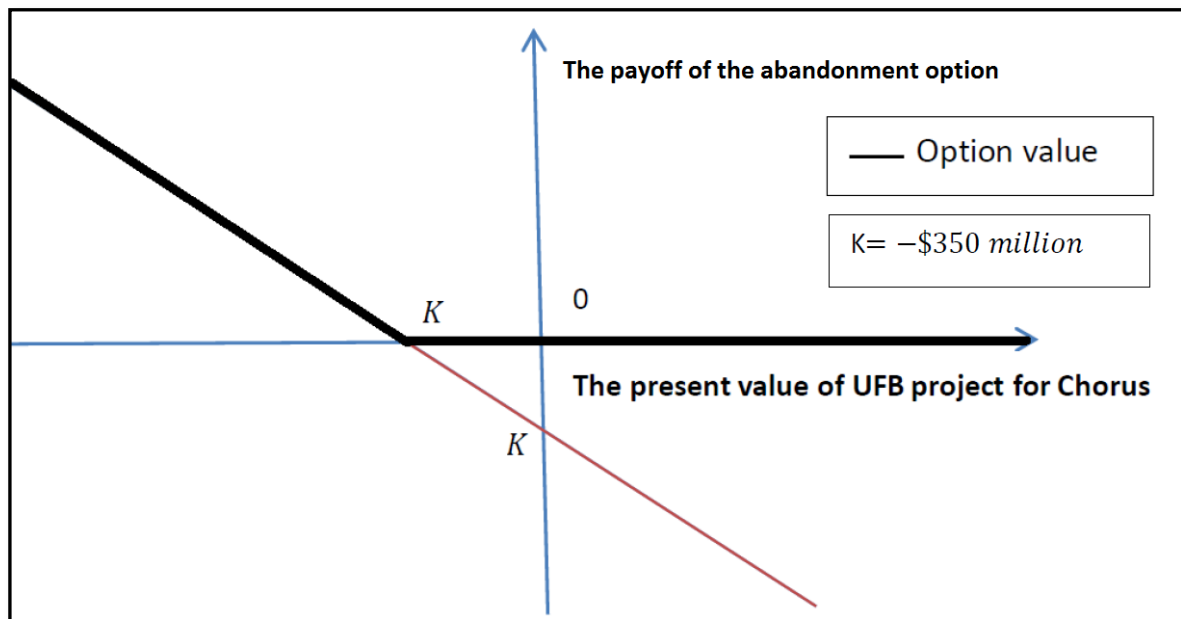 The payoff of the abandonment option
Option value
K= −$350 million
K
0
The present value of UFB project for Chorus
K